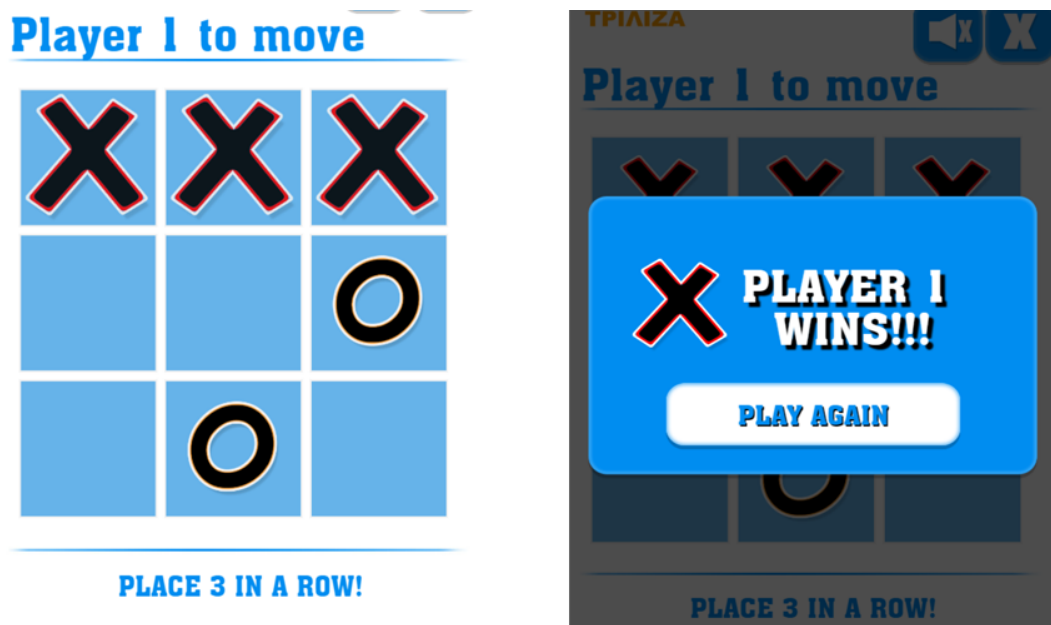 Player 1 to move
PLACE 3 IN A ROW!
ΤΡΙΛΙΖΑ
Player 1 to move
PLAYER 1
WINS!!!
PLAY AGAIN
PLACE 3 IN A ROW!